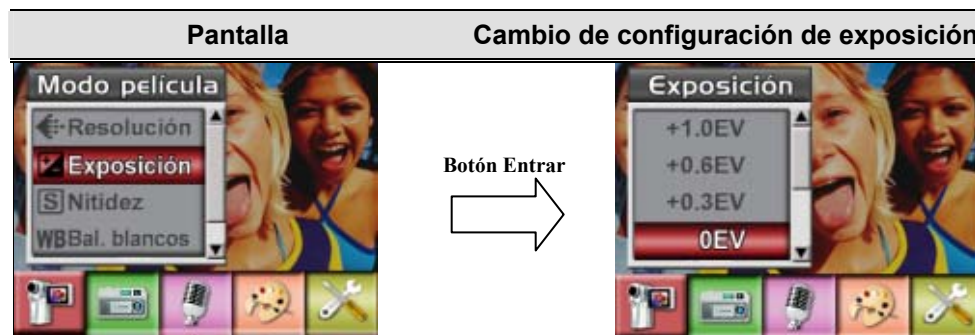 Pantalla
Cambio de configuración de exposición
Modo película
Resolución
Exposición
S Nitidez
WB Bal. blancos
Botón Entrar
Exposición
+1.0EV
+0.6EV
+0.3EV
0EV